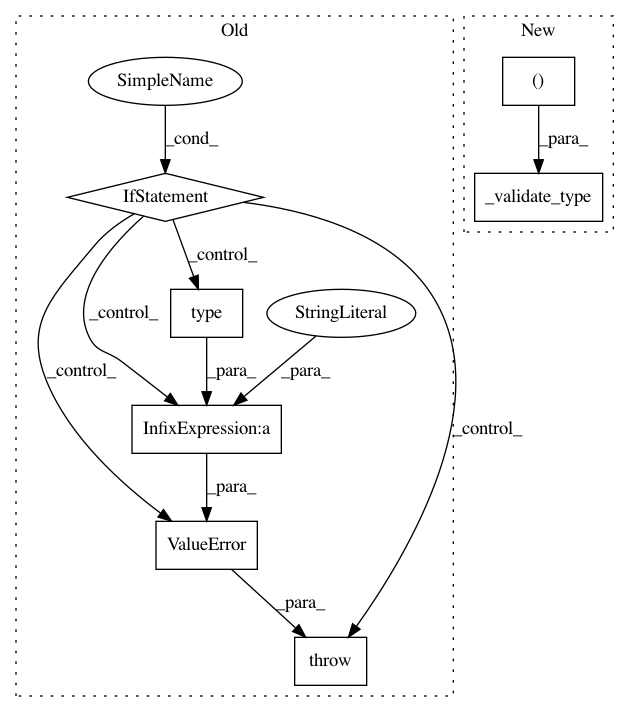 Old
New
SimpleName
()
_cond_
_para_
IfStatement
_validate_type
_control_
type
StringLiteral
_control_
_control_
_para_
_para_
_control_
InfixExpression:a
_para_
ValueError
_para_
throw